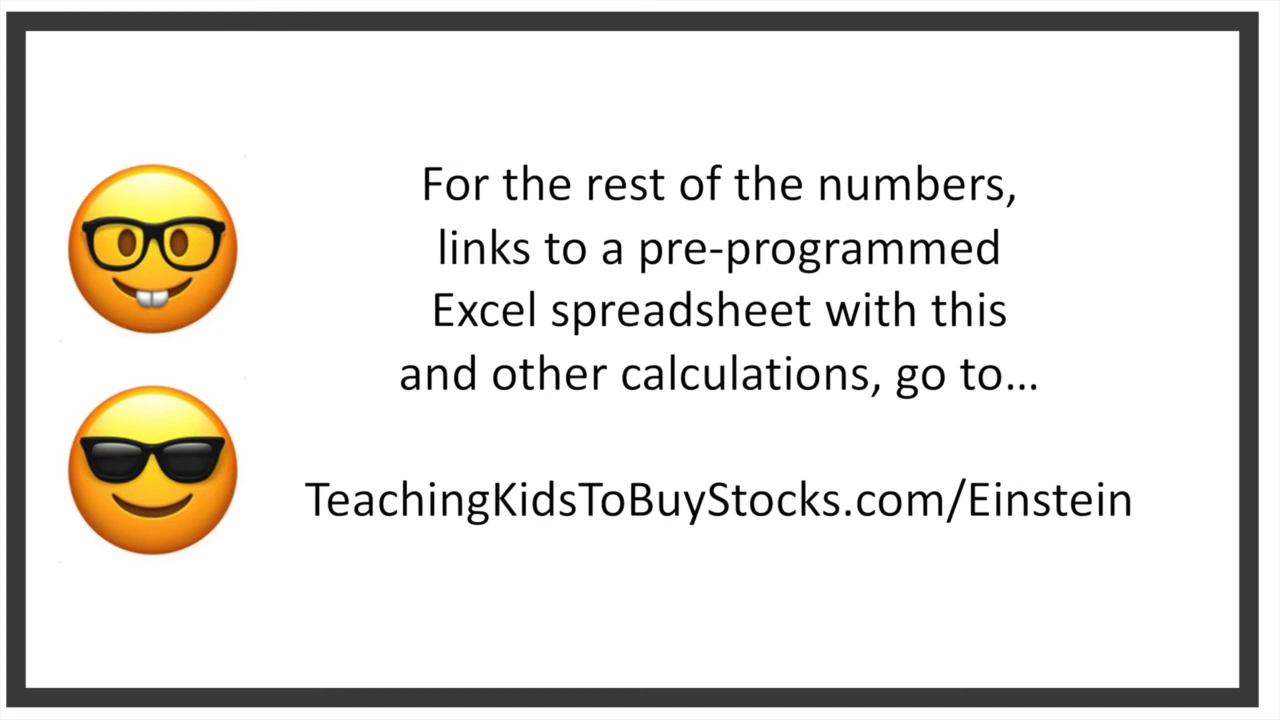 For the rest of the numbers,
links to a pre-programmed
Excel spreadsheet with this
and other calculations, go to...
TeachingKidsToBuyStocks.com/Einstein